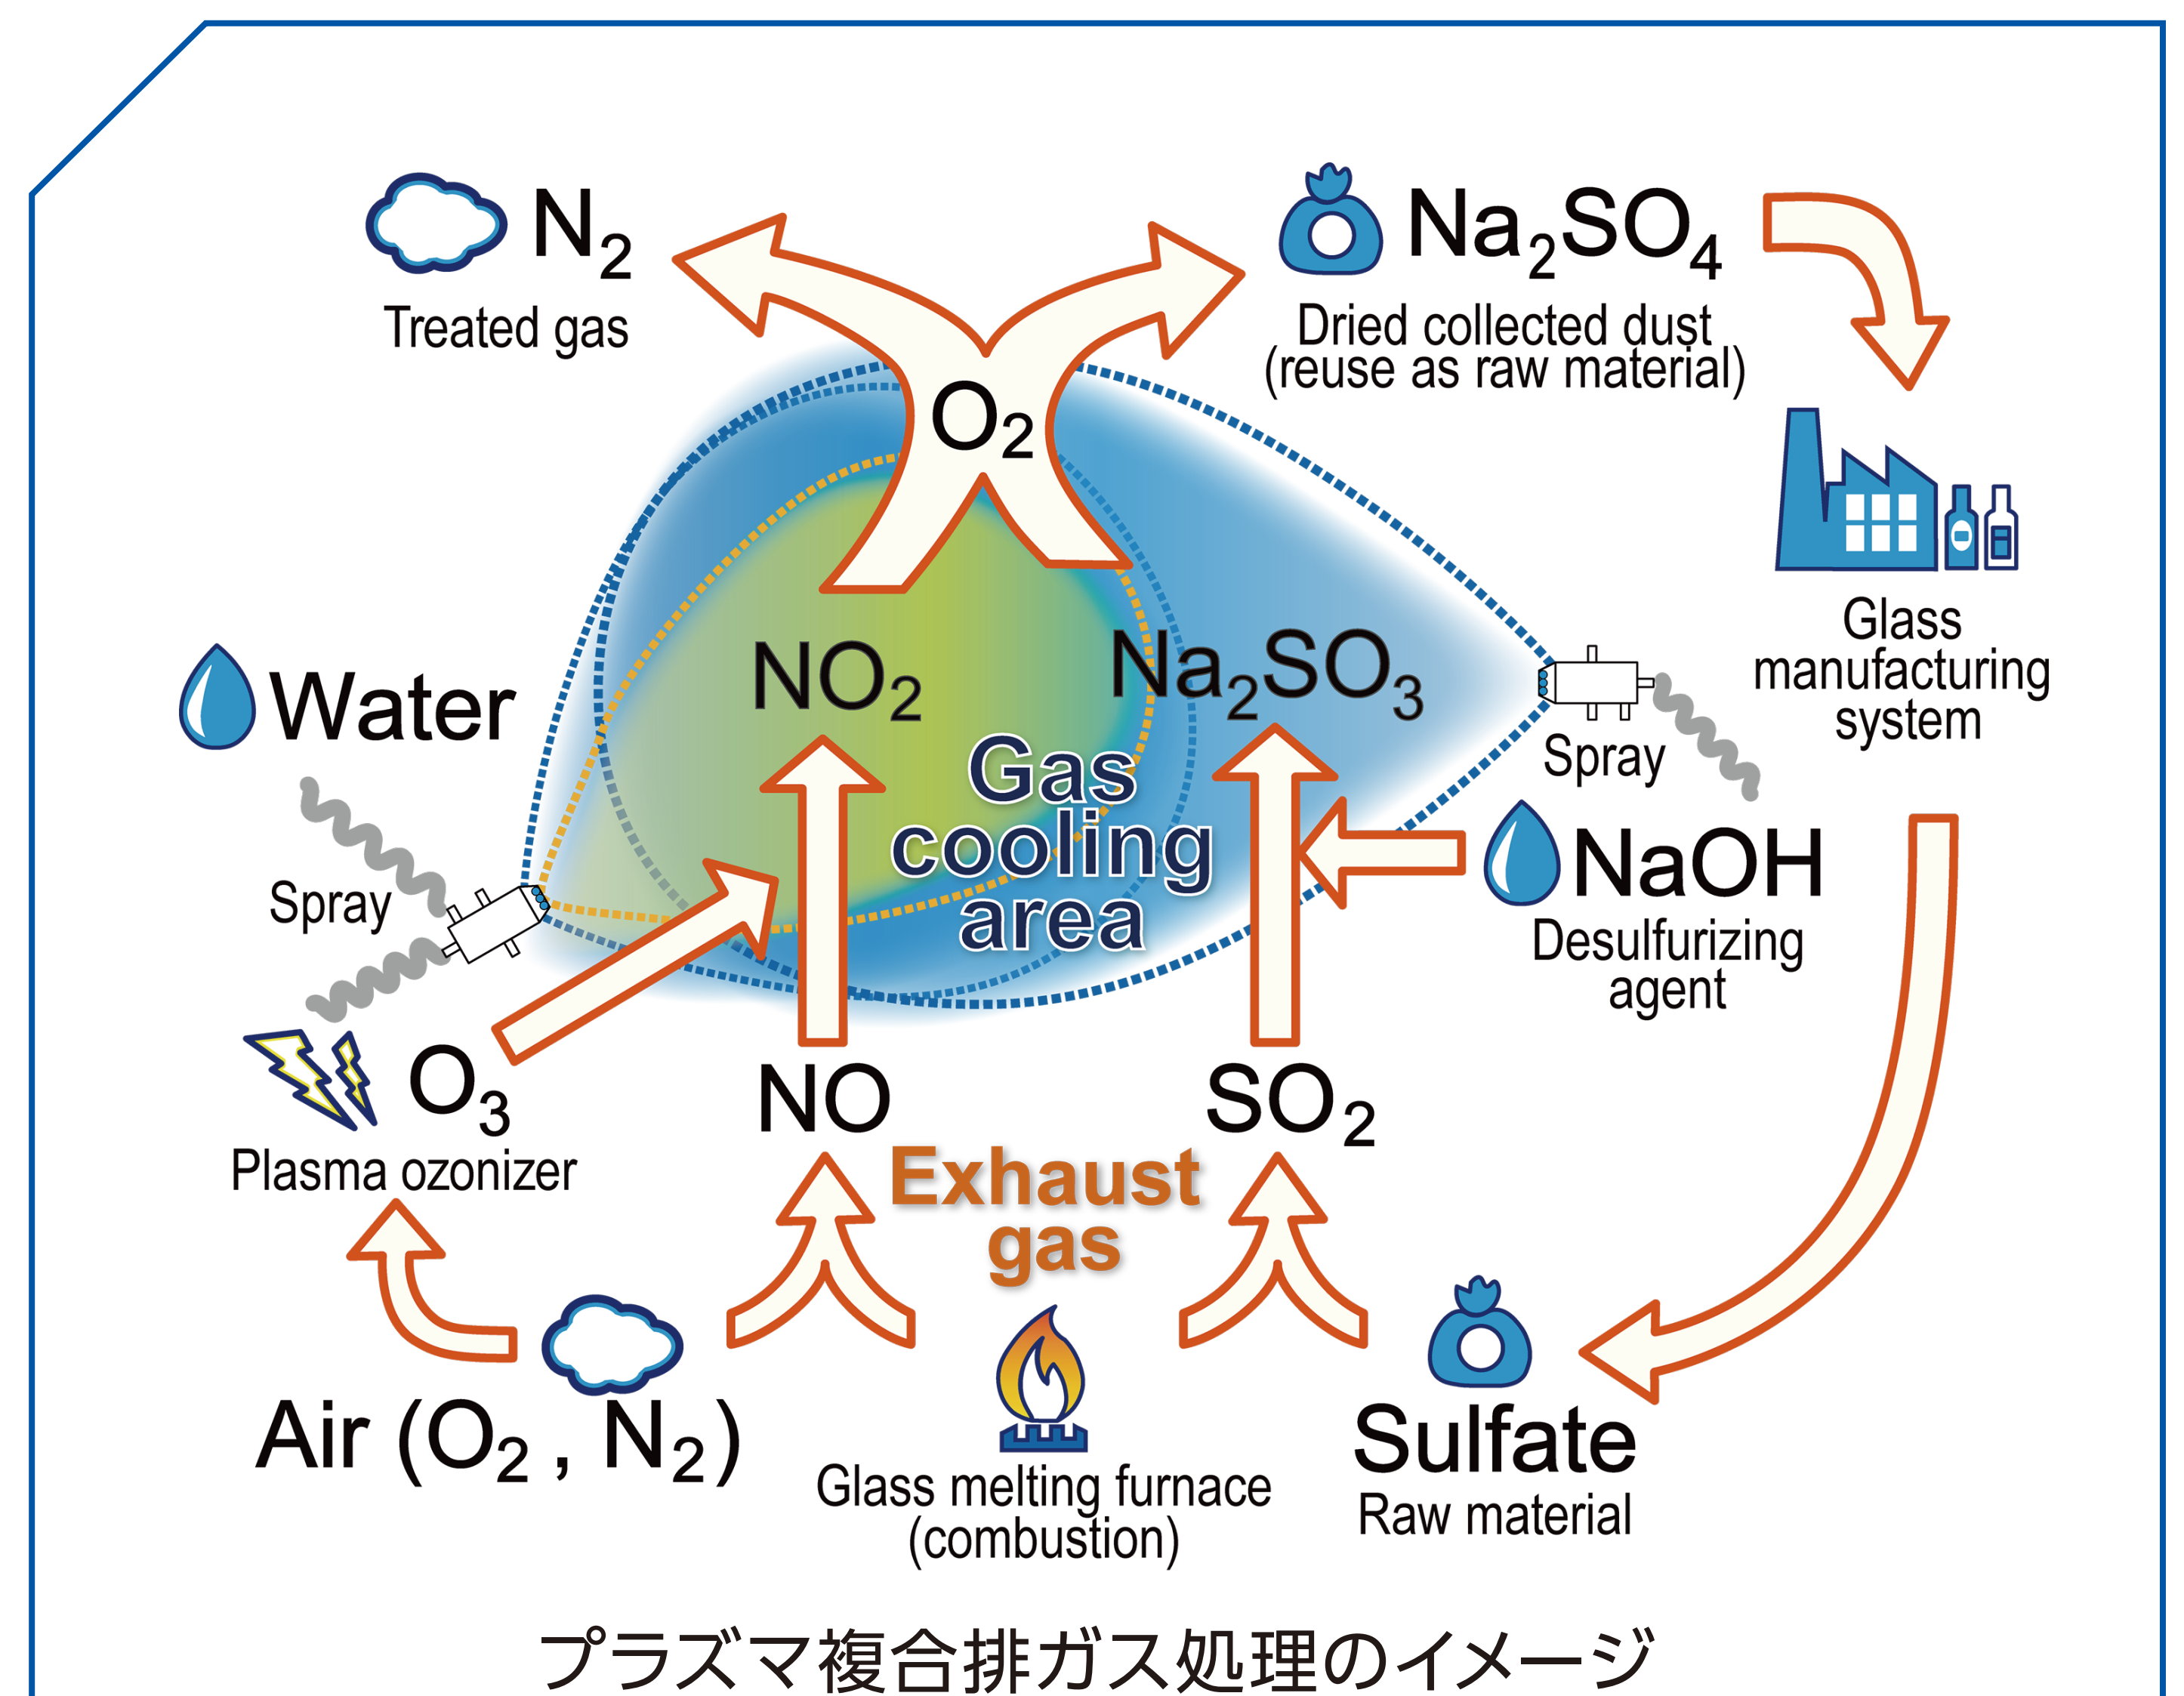 N₂
Treated gas
Na₂SO₄
Dried collected dust
(reuse as raw material)
O₂
Glass
manufacturing
system
Water
NO₂
Na₂SO₃
Spray
Gas
cooling
area
NaOH
Desulfurizing
agent
Spray
O₃
Plasma ozonizer
NO
SO₂
Exhaust
gas
Air (O₂ , N₂)
Glass melting furnace
(combustion)
Sulfate
Raw material
プラズマ複合排ガス処理のイメージ